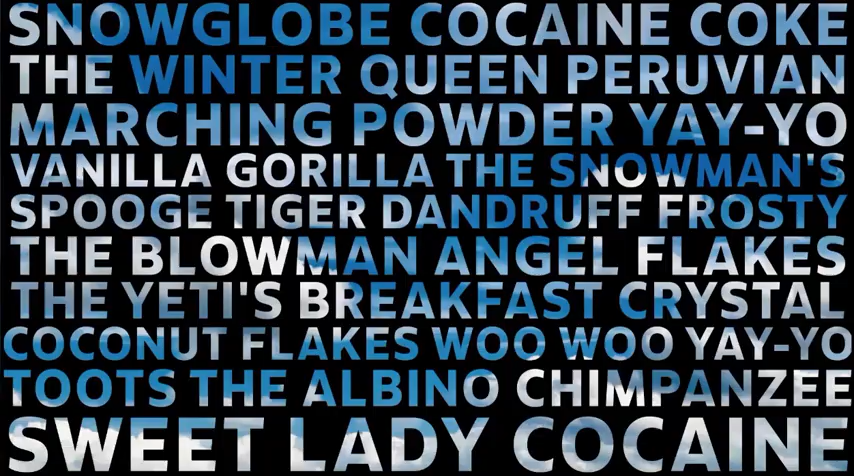 SNOWGLOBE COCAINE COKE
THE WINTER QUEEN PERUVIAN
MARCHING POWDER YAY-YO
VANILLA GORILLA THE SNOWMAN'S
SPOOGE TIGER DANDRUFF FROSTY
THE BLOWMAN ANGEL FLAKES
THE YETI'S BREAKFAST CRYSTAL
COCONUT FLAKES WOO WOO YAY-YO
TOOTS THE ALBINO CHIMPANZEE
SWEET LADY COCAINE